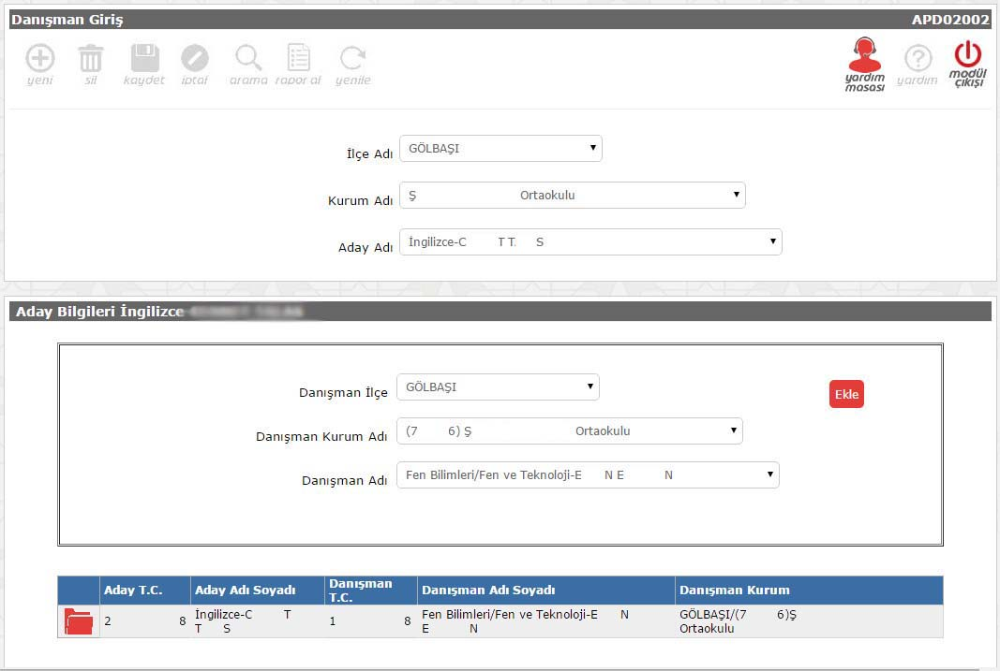 Danışman Giriş APD02002
yeni sil kaydet iptal arama rapor al yenile yardım masası yardım modül çıkışı
İlçe Adı GÖLBAŞI
Kurum Adı Ş Ortaokulu
Aday Adı İngilizce-C T T. S
Aday Bilgileri İngilizce-
Danışman İlçe GÖLBAŞI
Ekle
Danışman Kurum Adı (7 6) Ş Ortaokulu
Danışman Adı Fen Bilimleri/Fen ve Teknoloji-E N E N
Aday T.C. Aday Adı Soyadı Danışman T.C. Danışman Adı Soyadı Danışman Kurum
2 8 İngilizce-C T 1 8 Fen Bilimleri/Fen ve Teknoloji-E N GÖLBAŞI/(7 6)Ş
T S E N Ortaokulu